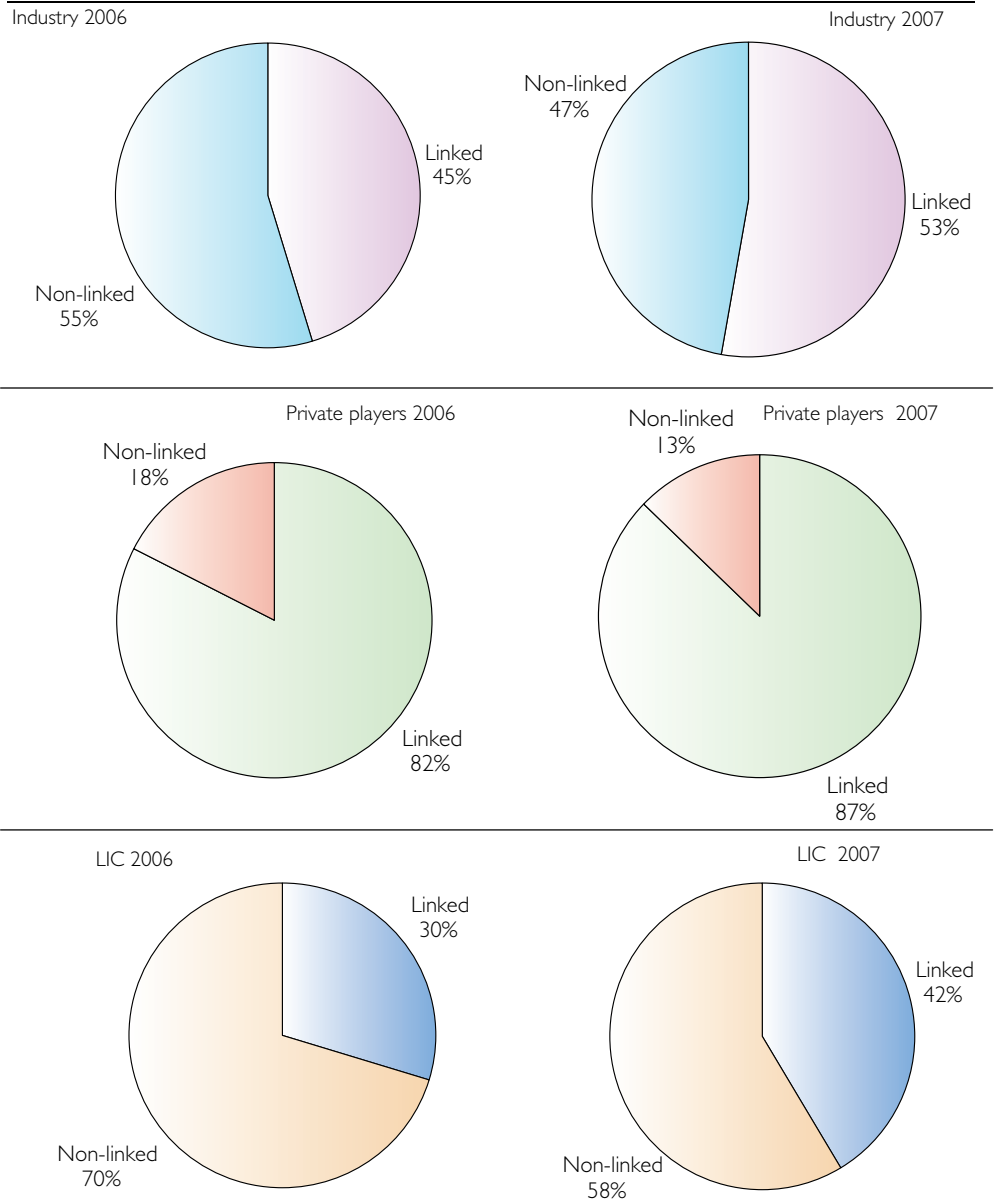 Industry 2006
Linked
45%
Non-linked
55%
Industry 2007
Non-linked
47%
Linked
53%
Private players 2006
Non-linked
18%
Linked
82%
Private players 2007
Non-linked
13%
Linked
87%
LIC 2006
Linked
30%
Non-linked
70%
LIC 2007
Linked
42%
Non-linked
58%